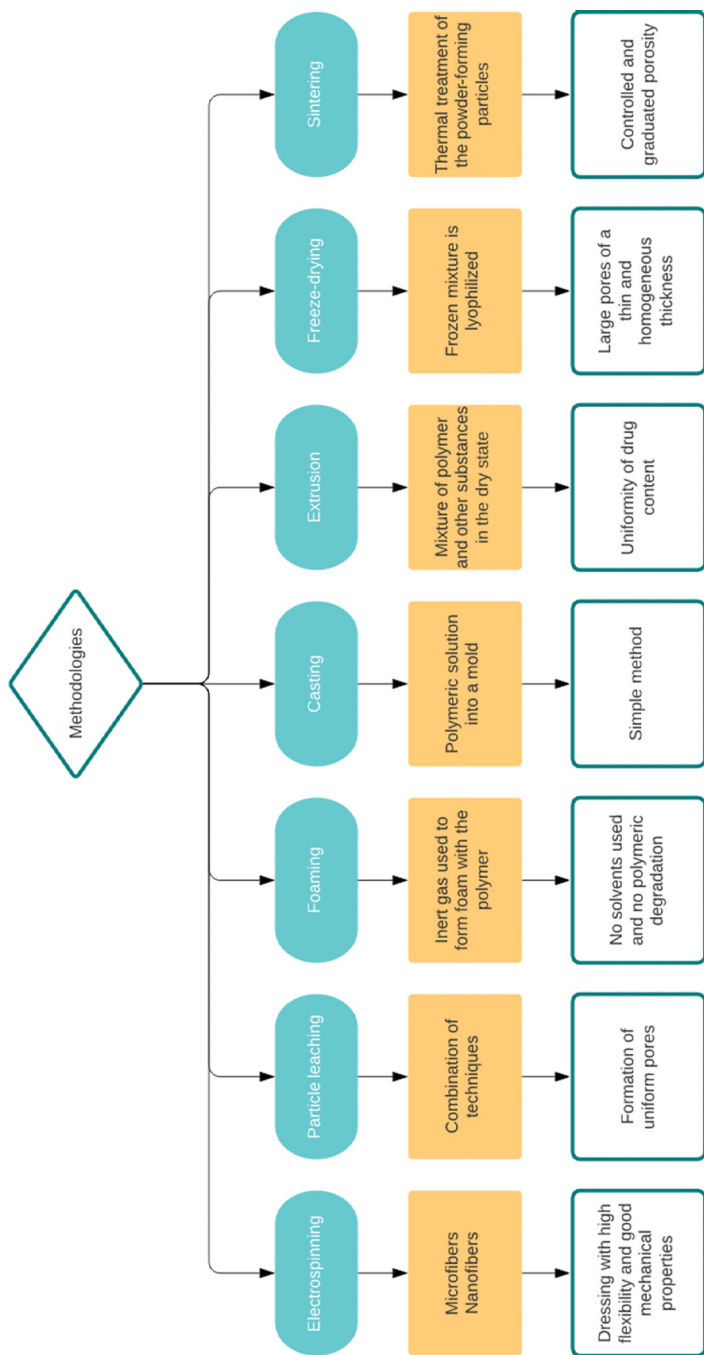 Methodologies
Electrospinning
Particle leaching
Foaming
Casting
Extrusion
Freeze-drying
Sintering
Microfibers
Nanofibers
Combination of
techniques
Inert gas used to
form foam with the
polymer
Polymeric solution
into a mold
Mixture of polymer
and other substances
in the dry state
Frozen mixture is
lyophilized
Thermal treatment of
the powder-forming
particles
Dressing with high
flexibility and good
mechanical
properties
Formation of
uniform pores
No solvents used
and no polymeric
degradation
Simple method
Uniformity of drug
content
Large pores of a
thin and
homogeneous
thickness
Controlled and
graduated porosity